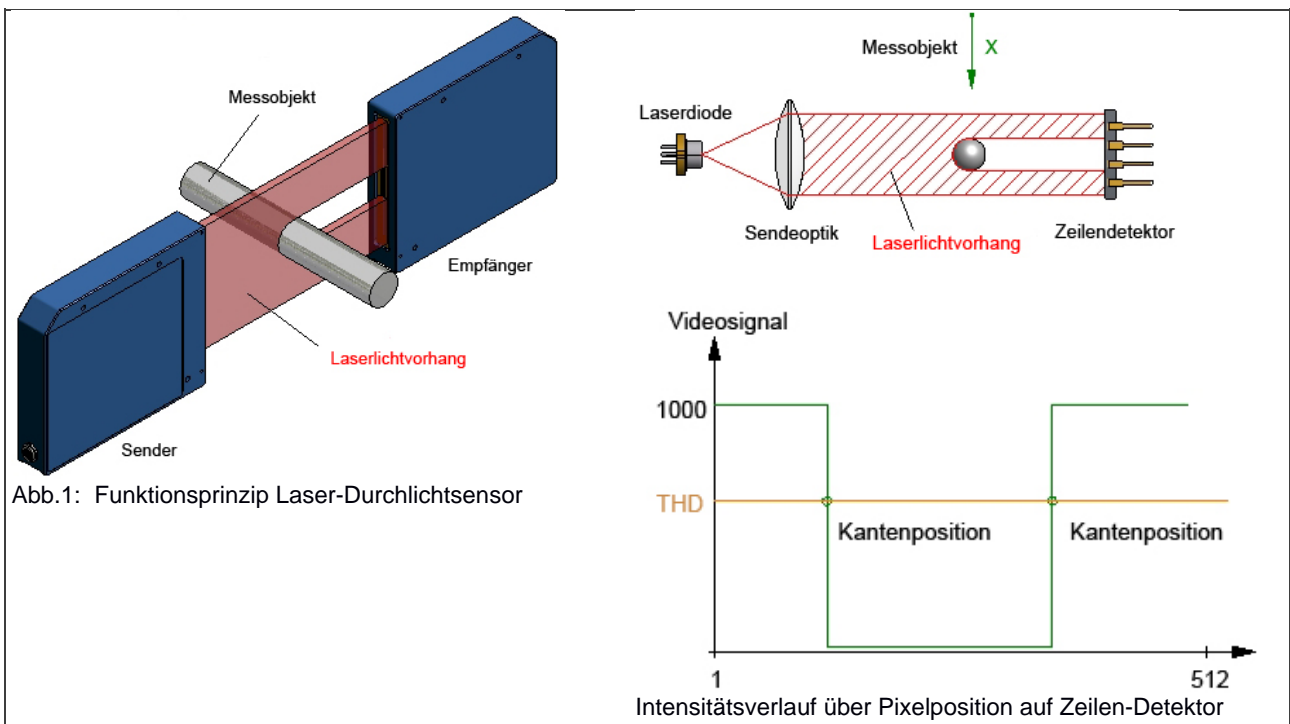 Messobjekt
Empfänger
Laserlichtvorhang
Sender
Abb.1: Funktionsprinzip Laser-Durchlichtsensor
Messobjekt X
Laserdiode
Sendeoptik
Laserlichtvorhang
Zeilendetektor
Videosignal
1000
THD
Kantenposition Kantenposition
1 512
Intensitätsverlauf über Pixelposition auf Zeilen-Detektor